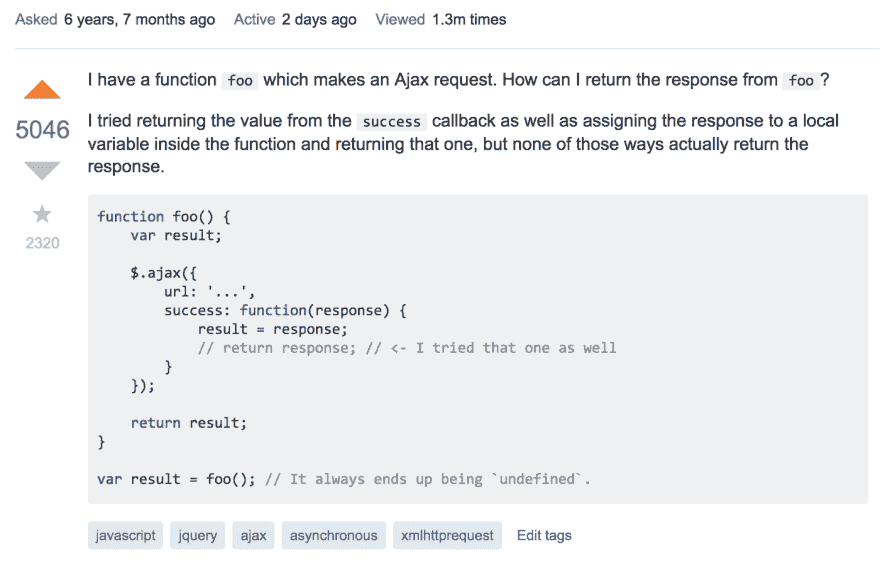 Asked 6 years, 7 months ago Active 2 days ago Viewed 1.3m times
I have a function foo which makes an Ajax request. How can I return the response from foo ?
5046
I tried returning the value from the success callback as well as assigning the response to a local
variable inside the function and returning that one, but none of those ways actually return the
response.
2320
function foo() {
    var result;

    $.ajax({
        url: '...',
        success: function(response) {
            result = response;
            // return response; // <- I tried that one as well
        }
    });

    return result;
}

var result = foo(); // It always ends up being `undefined`.
javascript jquery ajax asynchronous xmlhttprequest Edit tags